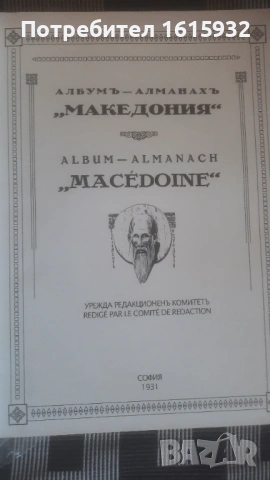 Потребител 1615932
АЛБУМЪ — АЛМАНАХЪ
„МАКЕДОНИЯ“
ALBUM — ALMANACH
„MACÉDOINE“
УРЕЖДА РЕДАКЦИОНЕНЪ КОМИТЕТЪ
REDIGÉ PAR LE COMITÉ DE REDACTION
СОФИЯ
1931
BAZAR